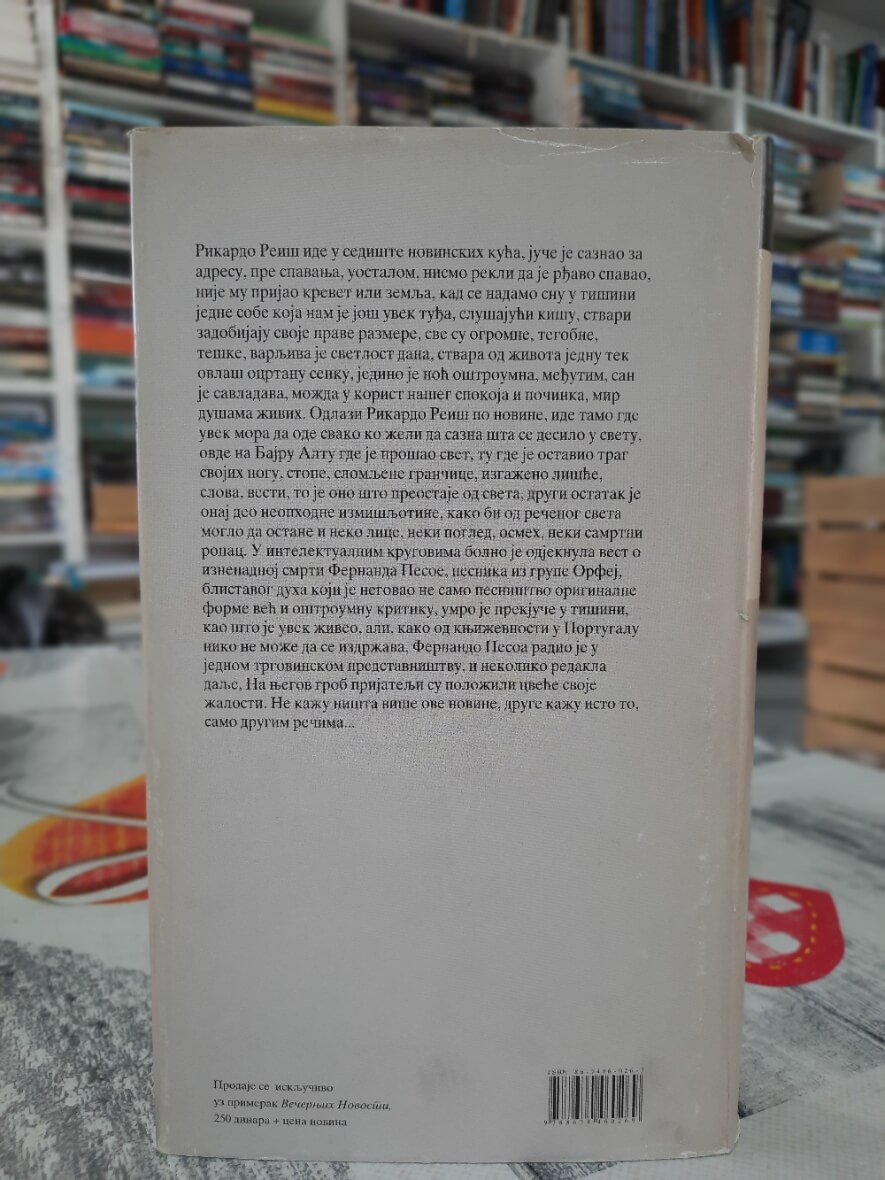 Рикардо Реиш иде у седиште новинских кућа, јуче је сазнао за
адресу, пре спавања, уосталом, нисмо рекли да је рђаво спавао,
није му пријао кревет или земља, кад се надамо сну у тишини
једне собе која нам је још увек туђа, слушајући кишу, ствари
задобијају своје праве размере, све су огромне, тегобне,
тешке, варљива је светлост дана, ствара од живота једну тек
овлаш оцртану сенку, једино је ноћ оштроумна, међутим, сан
је савладава, можда у корист нашег спокоја и починка, мир
душама живих. Одлази Рикардо Реиш по новине, иде тамо где
увек мора да оде свако ко жели да сазна шта се десило у свету,
овде на Бајру Алту где је прошао свет, ту где је оставио траг
својих ногу, стопе, сломљене гранчице, изгажено лишће,
слова, вести, то је оно што преостаје од света, други остатак је
онај део неопходне измишљотине, како би од реченог света
могло да остане и неко лице, неки поглед, осмех, неки самртни
ропац. У интелектуалним круговима болно је одјекнула вест о
изненадној смрти Фернанда Песое, песника из групе Орфеј,
блиставог духа који је неговао не само песништво оригиналне
форме већ и оштроумну критику, умро је прекјуче у тишини,
као што је увек живео, али, како од књижевности у Португалу
нико не може да се издржава, Фернандо Песоа радио је у
једном трговинском представништву, и неколико редакла
даље, На његов гроб пријатељи су положили цвеће своје
жалости. Не кажу ништа више ове новине, друге кажу исто то,
само другим речима...
Продаје се искључиво
уз примерак Вечерњих Новости,
250 динара + цена новина
ISBN